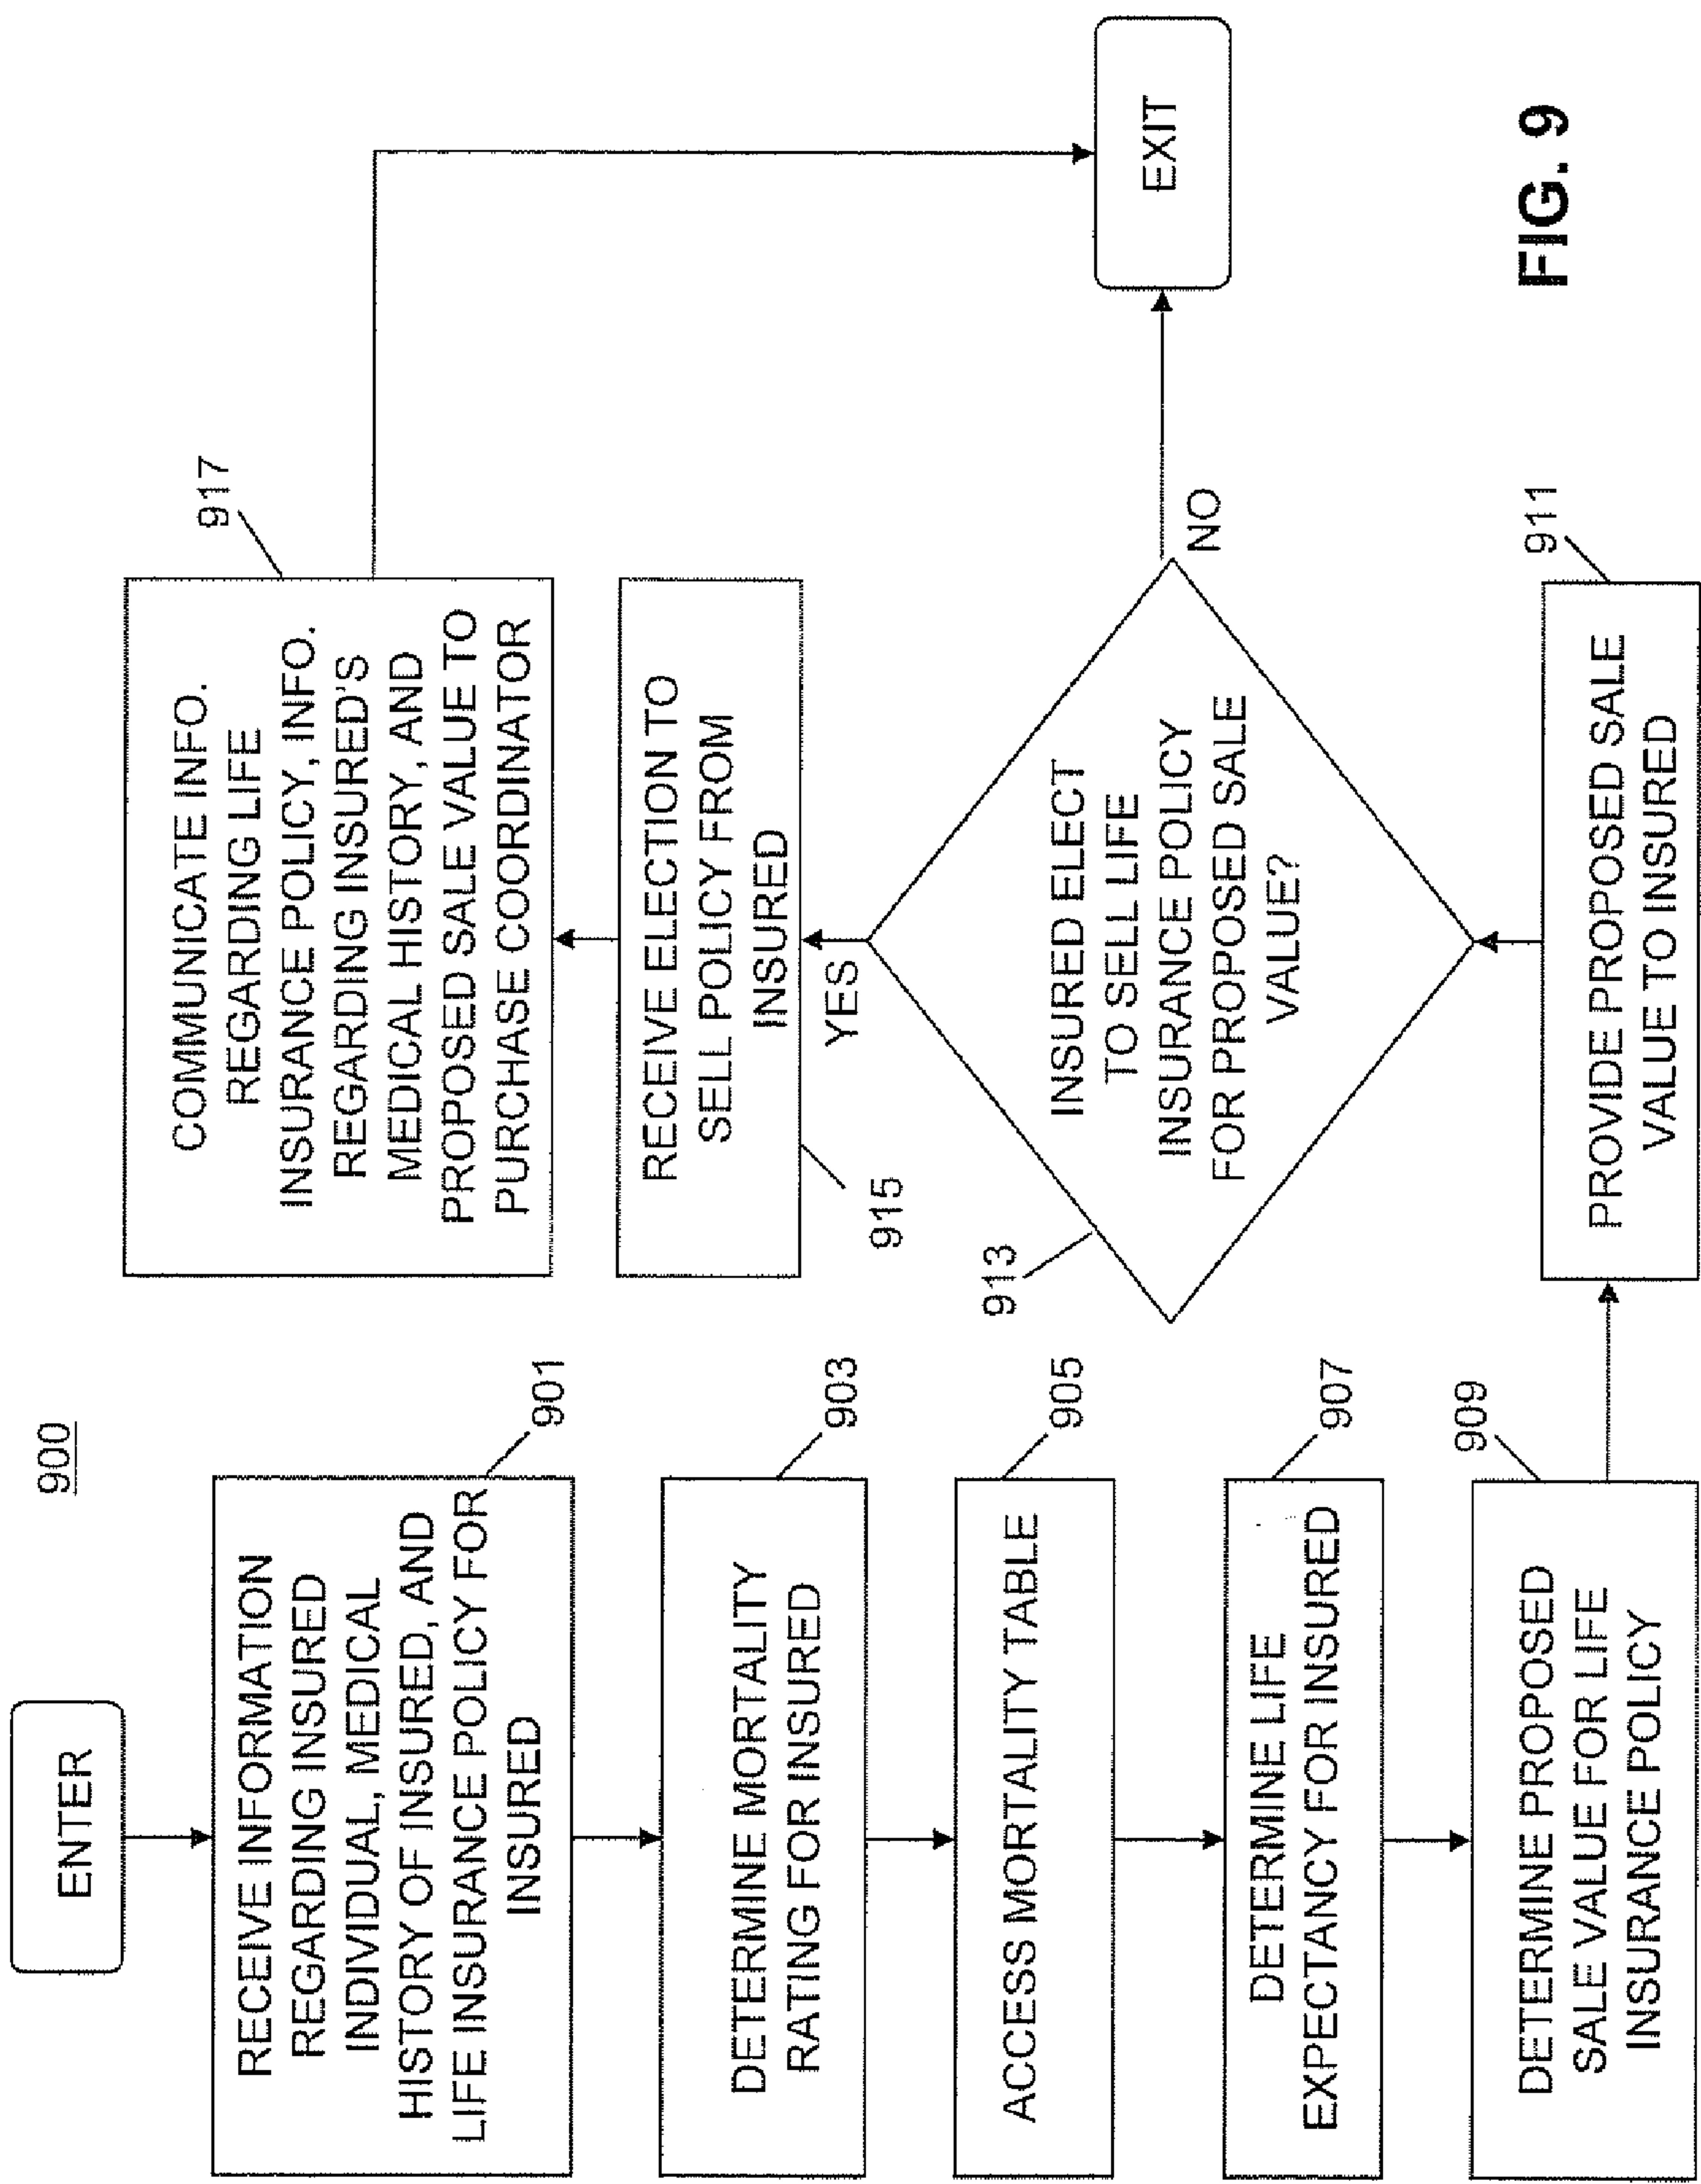 900
ENTER
RECEIVE INFORMATION
REGARDING INSURED
INDIVIDUAL, MEDICAL
HISTORY OF INSURED, AND
LIFE INSURANCE POLICY FOR
INSURED
901
DETERMINE MORTALITY
RATING FOR INSURED
903
ACCESS MORTALITY TABLE
905
DETERMINE LIFE
EXPECTANCY FOR INSURED
907
DETERMINE PROPOSED
SALE VALUE FOR LIFE
INSURANCE POLICY
909
PROVIDE PROPOSED SALE
VALUE TO INSURED
911
INSURED ELECT
TO SELL LIFE
INSURANCE POLICY
FOR PROPOSED SALE
VALUE?
913
YES
NO
RECEIVE ELECTION TO
SELL POLICY FROM
INSURED
915
COMMUNICATE INFO.
REGARDING LIFE
INSURANCE POLICY, INFO.
REGARDING INSURED'S
MEDICAL HISTORY, AND
PROPOSED SALE VALUE TO
PURCHASE COORDINATOR
917
EXIT
FIG. 9